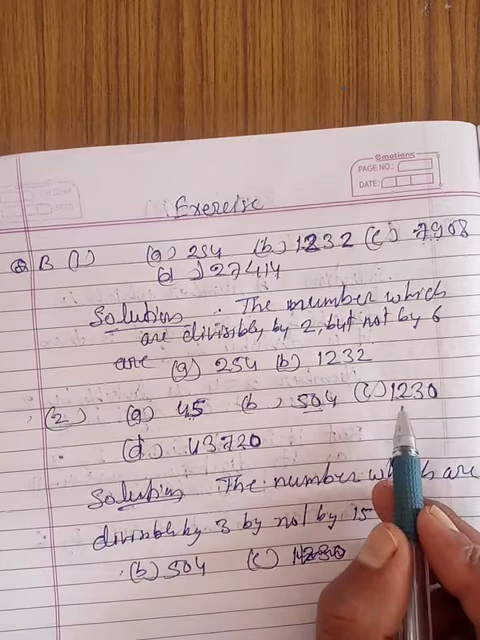 Emotions
PAGE NO.:
DATE:
Exercise
B (1) (a) 254 (b) 1232 (c) 7908
(d) 27414
Solution. The number which
are divisibly by 2, but not by 6
are (a) 254 (b) 1232
(2) (a) 45 (b) 504 (c) 1230
(d) 43720
Solution The number which are
divisible by 3 by not by 15
(b) 504 (c)